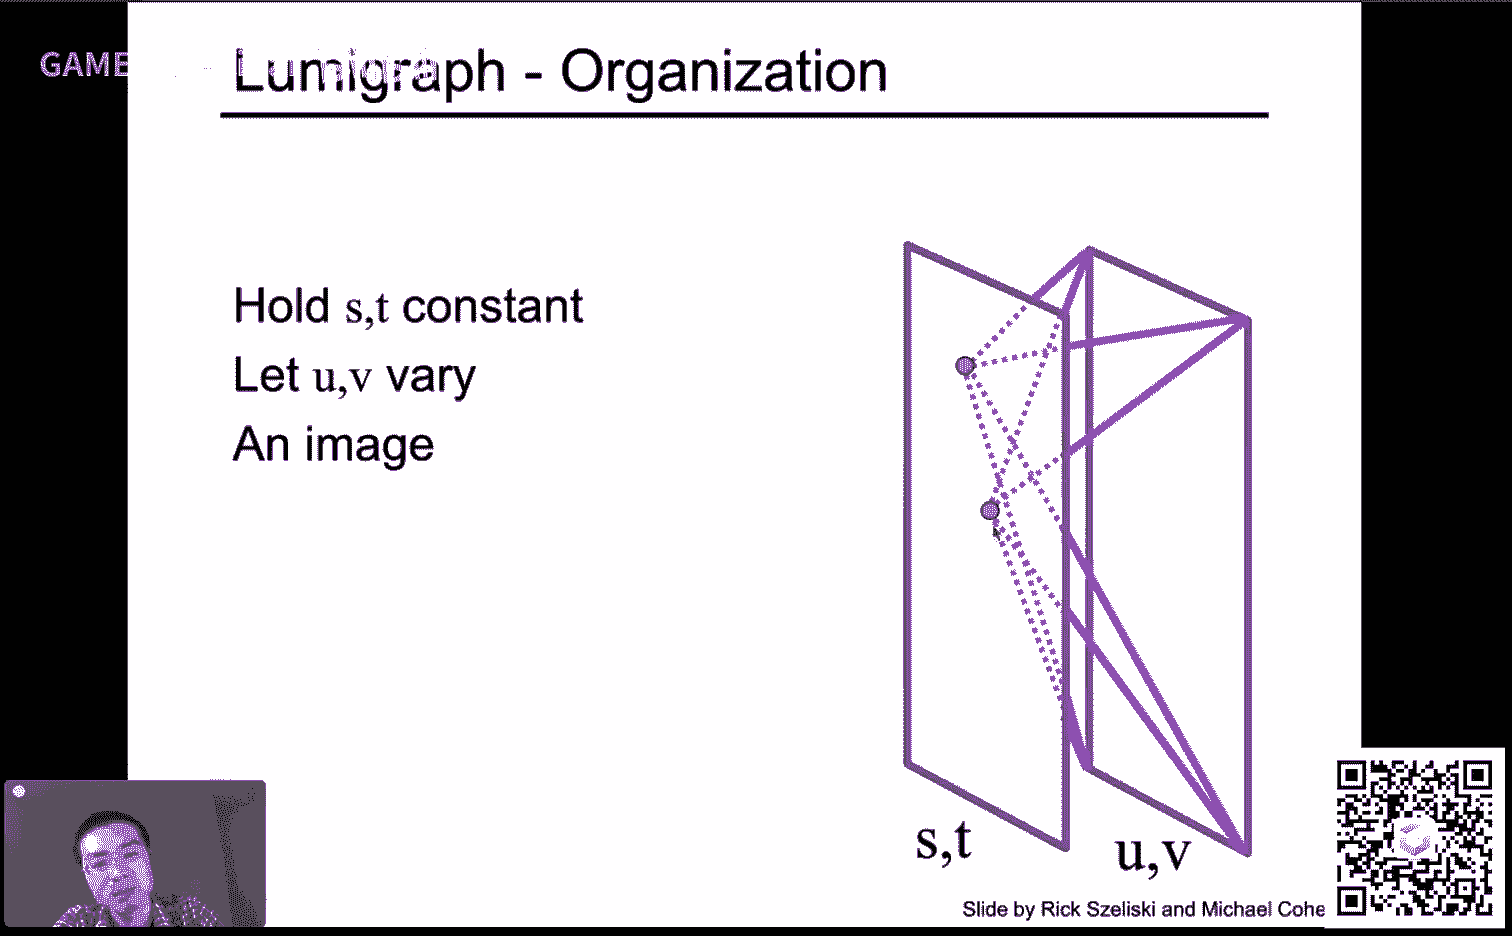 GAME
Lumigraph - Organization
Hold s,t constant
Let u,v vary
An image
s,t
u,v
Slide by Rick Szeliski and Michael Cohe